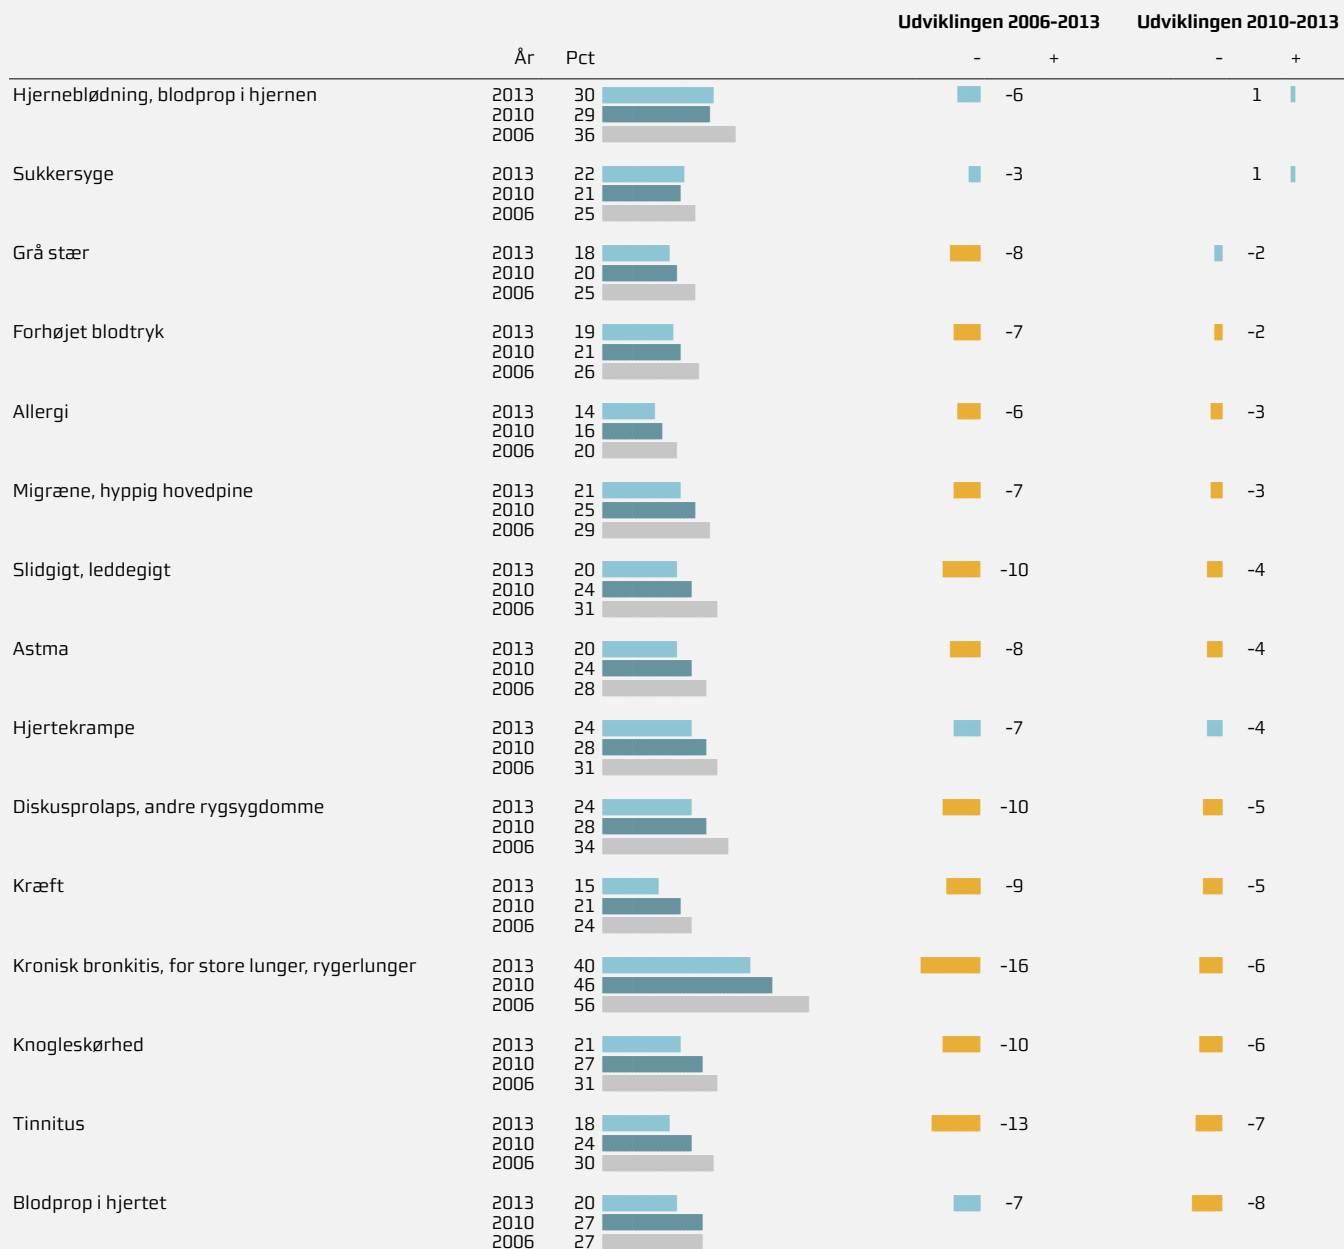 Udviklingen 2006-2013 Udviklingen 2010-2013
År Pct - + - +
Hjerneblødning, blodprop i hjernen 2013 30 -6 1
2010 29
2006 36
Sukkersyge 2013 22 -3 1
2010 21
2006 25
Grå stær 2013 18 -8 -2
2010 20
2006 25
Forhøjet blodtryk 2013 19 -7 -2
2010 21
2006 26
Allergi 2013 14 -6 -3
2010 16
2006 20
Migræne, hyppig hovedpine 2013 21 -7 -3
2010 25
2006 29
Slidgigt, leddegigt 2013 20 -10 -4
2010 24
2006 31
Astma 2013 20 -8 -4
2010 24
2006 28
Hjertekrampe 2013 24 -7 -4
2010 28
2006 31
Diskusprolaps, andre rygsygdomme 2013 24 -10 -5
2010 28
2006 34
Kræft 2013 15 -9 -5
2010 21
2006 24
Kronisk bronkitis, for store lunger, rygerlunger 2013 40 -16 -6
2010 46
2006 56
Knogleskørhed 2013 21 -10 -6
2010 27
2006 31
Tinnitus 2013 18 -13 -7
2010 24
2006 30
Blodprop i hjertet 2013 20 -7 -8
2010 27
2006 27